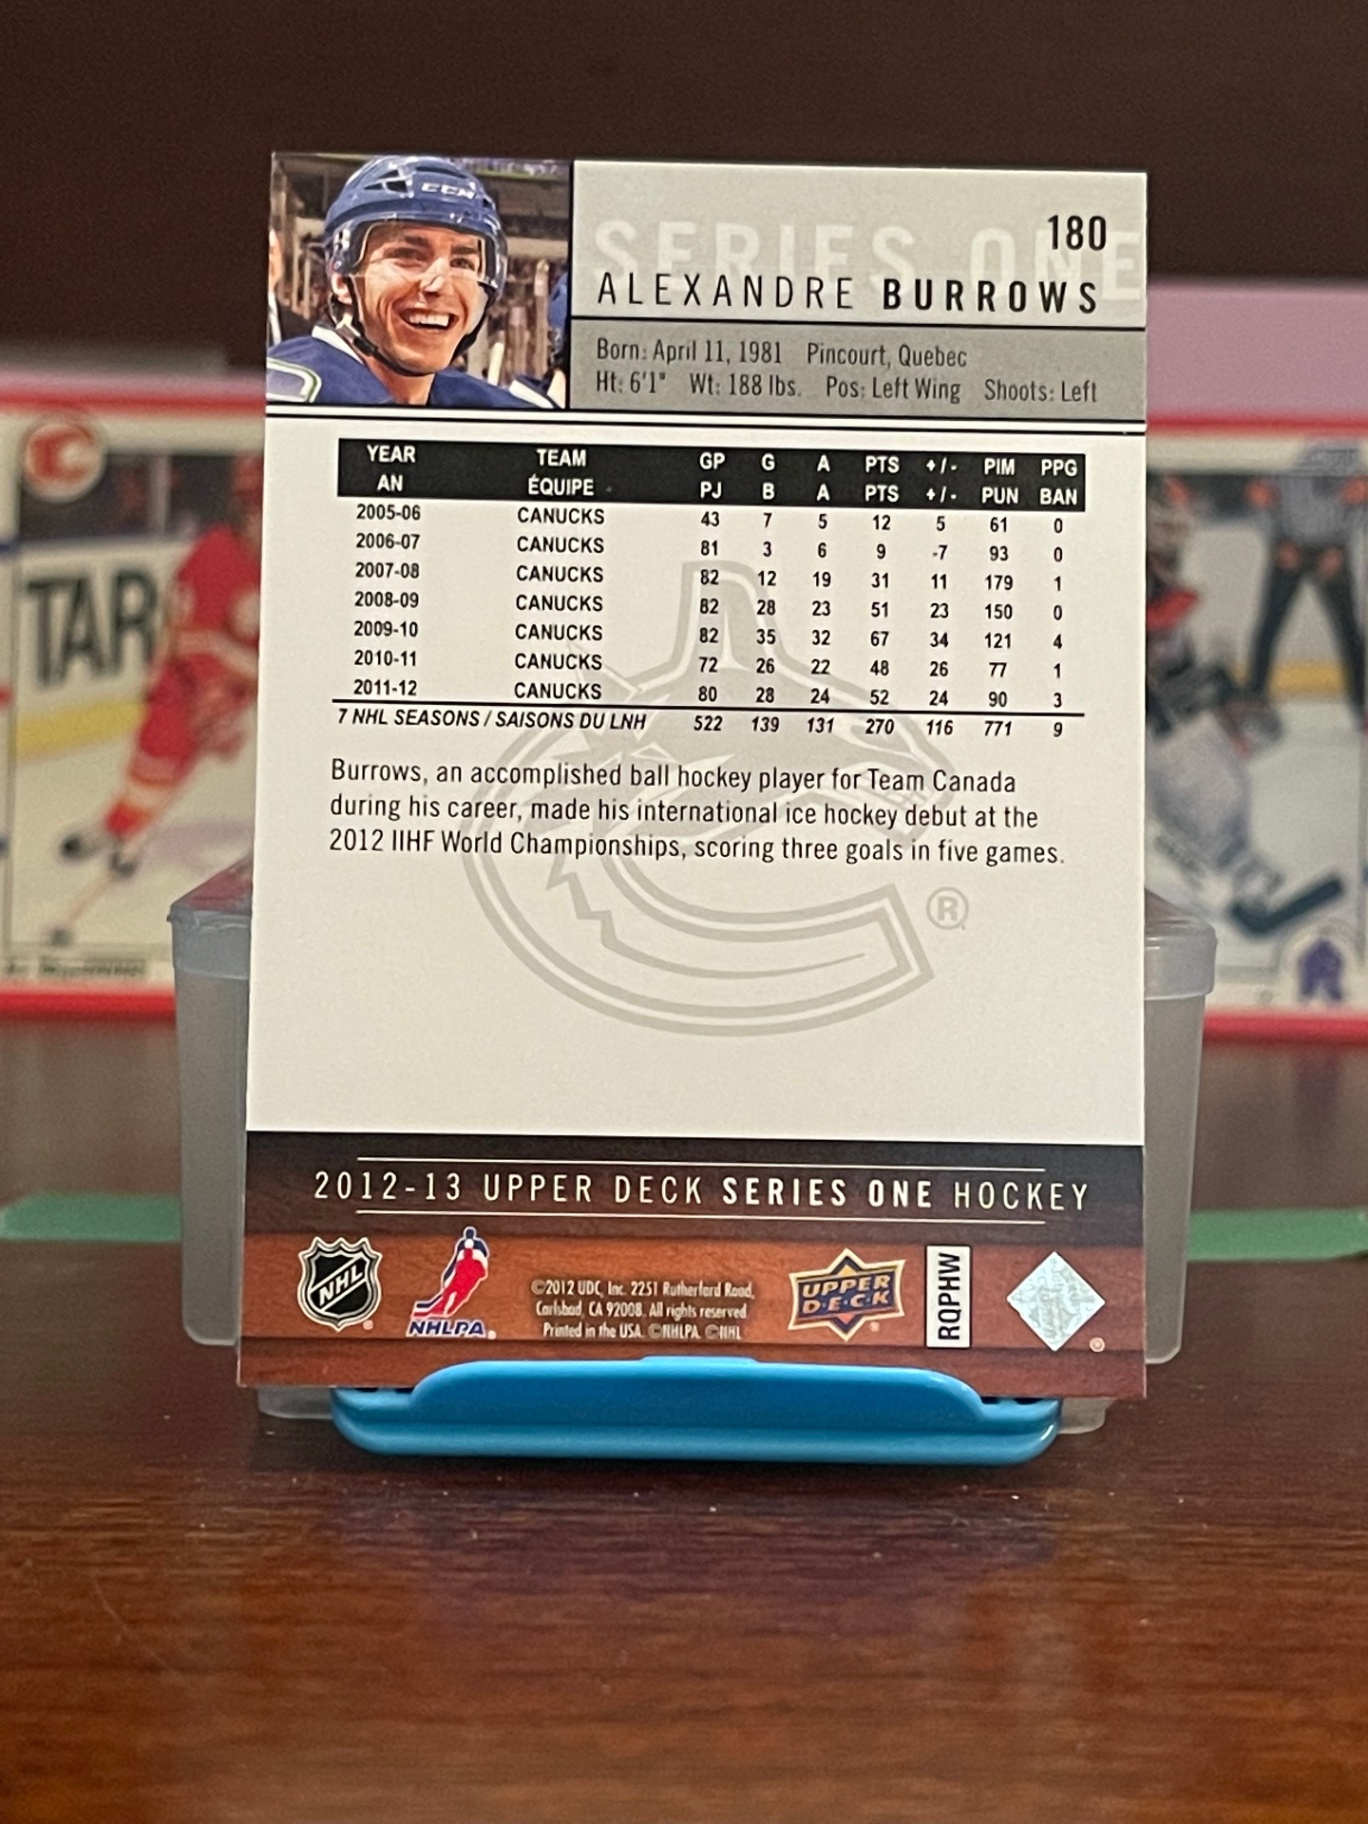 CCM
SERIES ONE
180
ALEXANDRE BURROWS
Born: April 11, 1981 Pincourt, Quebec
Ht: 6'1" Wt: 188 lbs. Pos: Left Wing Shoots: Left
YEAR TEAM GP G A PTS +/- PIM PPG
AN ÉQUIPE PJ B A PTS +/- PUN BAN
2005-06 CANUCKS 43 7 5 12 5 61 0
2006-07 CANUCKS 81 3 6 9 -7 93 0
2007-08 CANUCKS 82 12 19 31 11 179 1
2008-09 CANUCKS 82 28 23 51 23 150 0
2009-10 CANUCKS 82 35 32 67 34 121 4
2010-11 CANUCKS 72 26 22 48 26 77 1
2011-12 CANUCKS 80 28 24 52 24 90 3
7 NHL SEASONS / SAISONS DU LNH 522 139 131 270 116 771 9
Burrows, an accomplished ball hockey player for Team Canada
during his career, made his international ice hockey debut at the
2012 IIHF World Championships, scoring three goals in five games.
®
2012-13 UPPER DECK SERIES ONE HOCKEY
NHL
NHLPA
©2012 UDC, Inc. 2251 Rutherford Road,
Carlsbad, CA 92008. All rights reserved
Printed in the USA. ©NHLPA ©NHL
UPPER
DECK
RQPHW
TAR